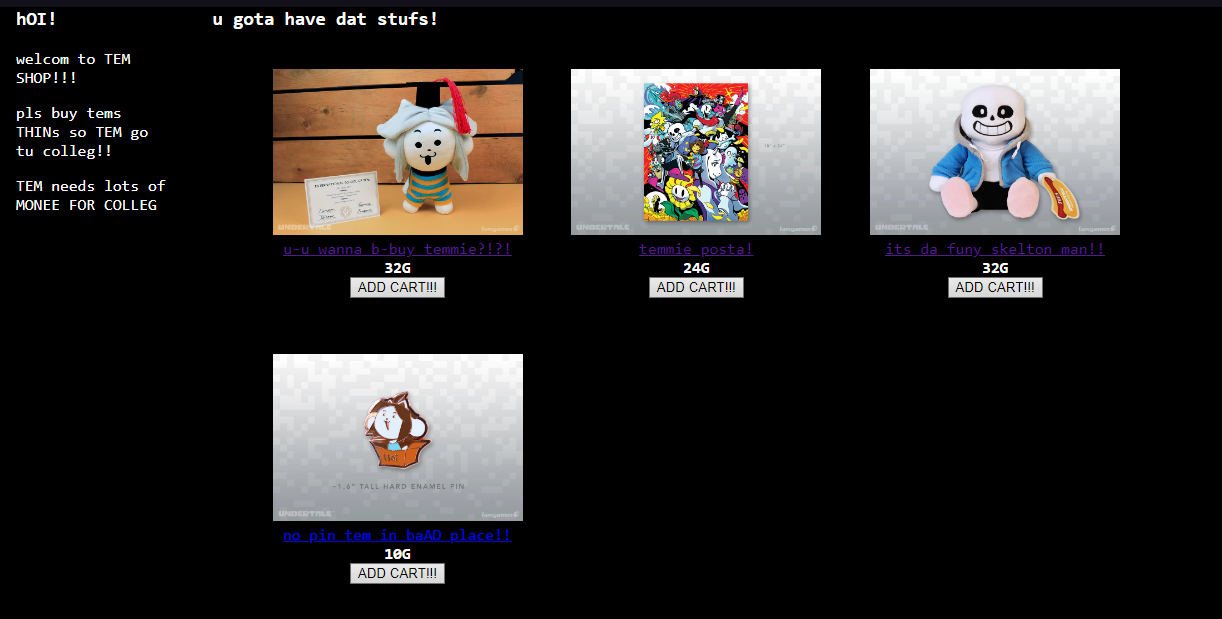 hOI!
u gota have dat stufs!
welcom to TEM
SHOP!!!
pls buy tems
THINs so TEM go
tu colleg!!
TEM needs lots of
MONEE FOR COLLEG
UNDERTALE
fangamer
u-u wanna b-buy temmie?!?!
32G
ADD CART!!!
18" x 24"
UNDERTALE
fangamer
temmie posta!
24G
ADD CART!!!
UNDERTALE
fangamer
its da funy skelton man!!
32G
ADD CART!!!
~1.6" TALL HARD ENAMEL PIN
UNDERTALE
fangamer
no pin tem in baAD place!!
10G
ADD CART!!!